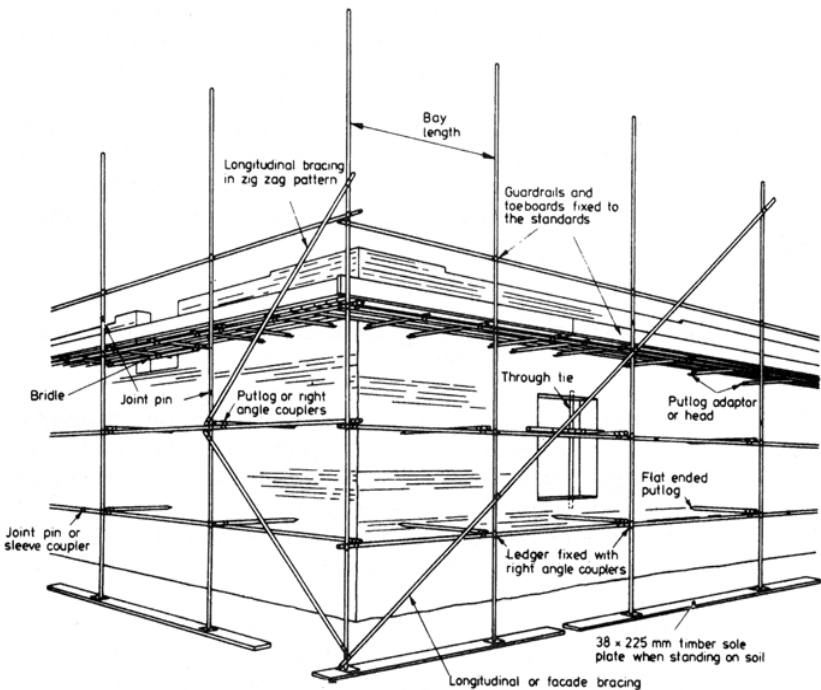 Bay
length
Longitudinal bracing
in zig zag pattern
Guardrails and
toeboards fixed to
the standards
Bridle
Joint pin
Putlog or right
angle couplers
Through tie
Putlog adaptor
or head
Flat ended
putlog
Joint pin or
sleeve coupler
Ledger fixed with
right angle couplers
38 x 225 mm timber sole
plate when standing on soil
Longitudinal or facade bracing